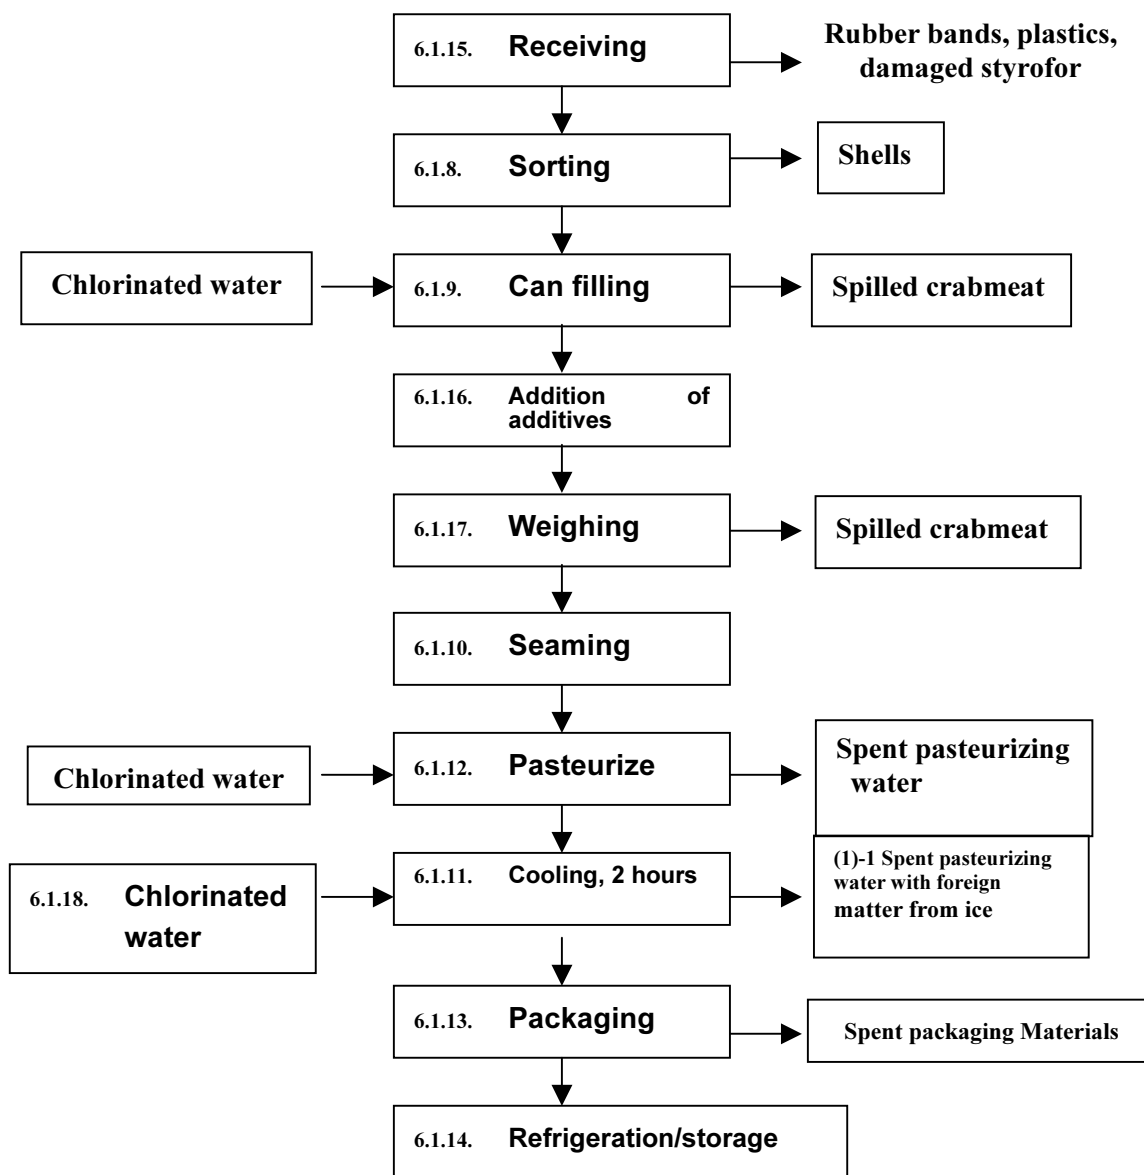 6.1.15. Receiving
Rubber bands, plastics,
damaged styrofor
6.1.8. Sorting
Shells
Chlorinated water
6.1.9. Can filling
Spilled crabmeat
6.1.16. Addition of
additives
6.1.17. Weighing
Spilled crabmeat
6.1.10. Seaming
Chlorinated water
6.1.12. Pasteurize
Spent pasteurizing
water
6.1.18. Chlorinated
water
6.1.11. Cooling, 2 hours
(1)-1 Spent pasteurizing
water with foreign
matter from ice
6.1.13. Packaging
Spent packaging Materials
6.1.14. Refrigeration/storage